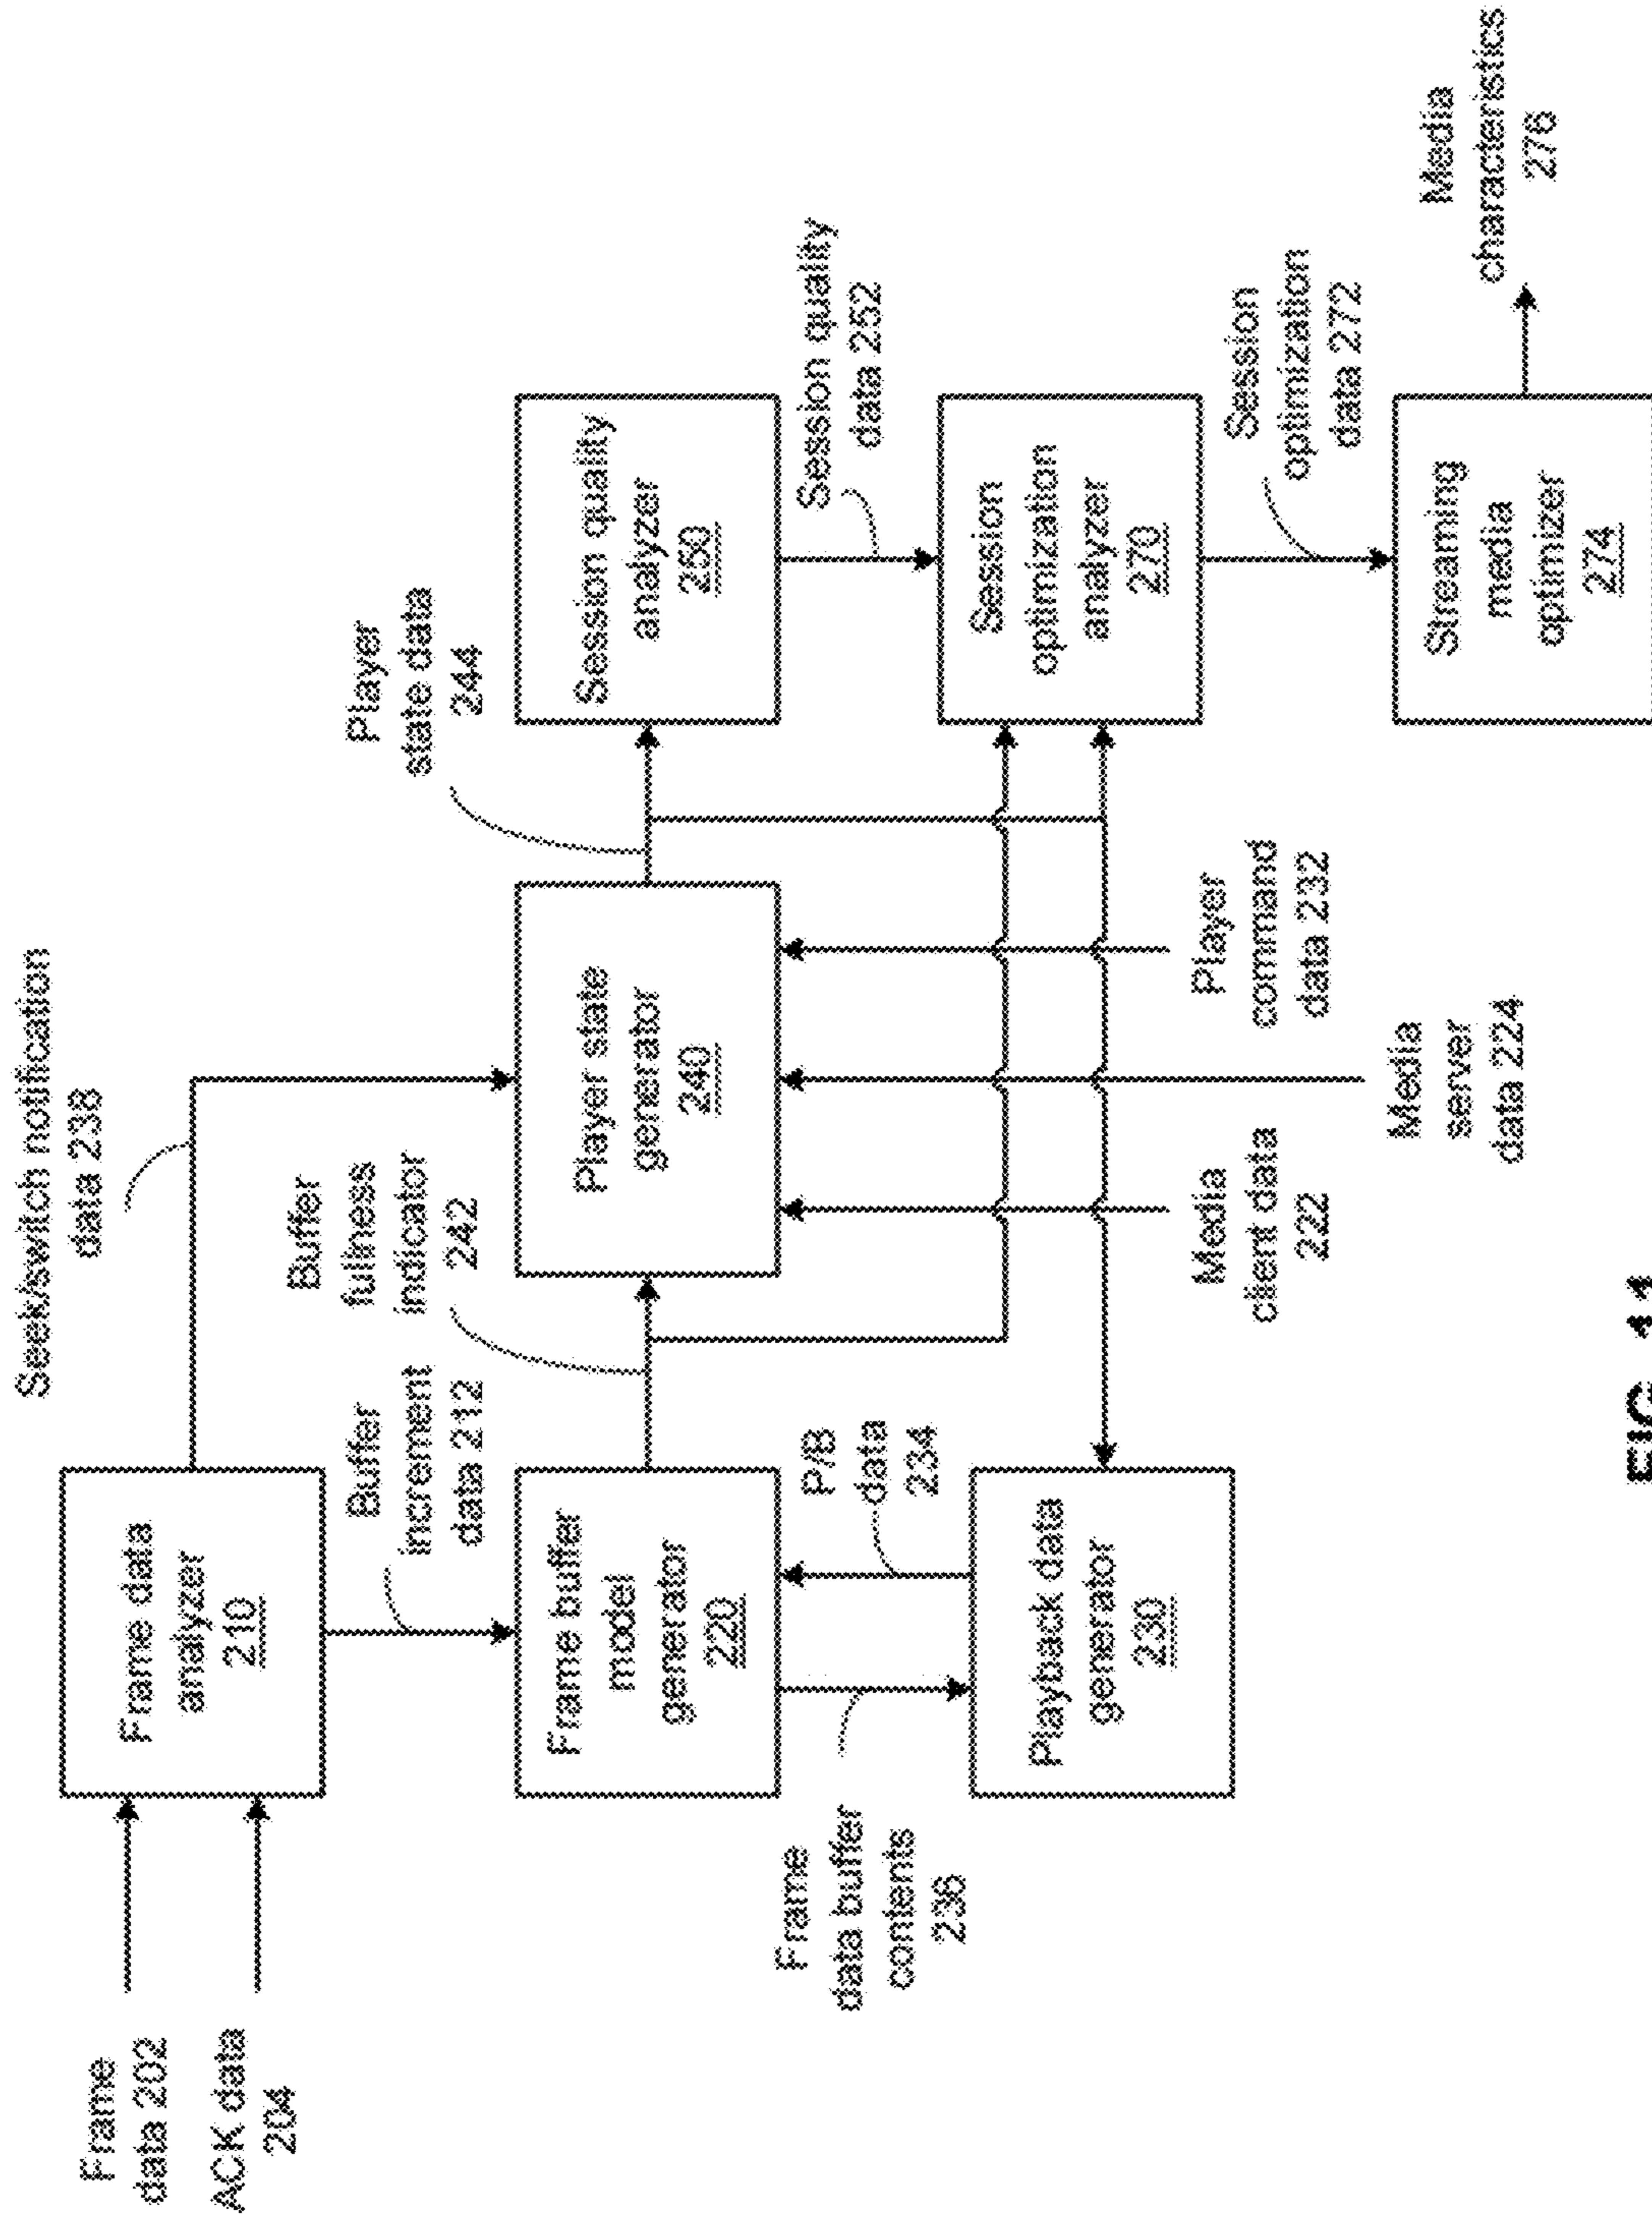 Seek/switch notification
data 238
Frame
data 202
ACK data
204
Frame data
analyzer
210
Buffer
increment
data 212
Buffer
fullness
indicator
242
Player
state data
244
Frame buffer
model
generator
220
Player state
generator
240
Session quality
analyzer
250
Frame
data buffer
contents
236
P/B
data
234
Session quality
data 252
Playback data
generator
230
Session
optimization
analyzer
270
Media
client data
222
Media
server
data 224
Player
command
data 232
Session
optimization
data 272
Streaming
media
optimizer
274
Media
characteristics
276
FIG. 11